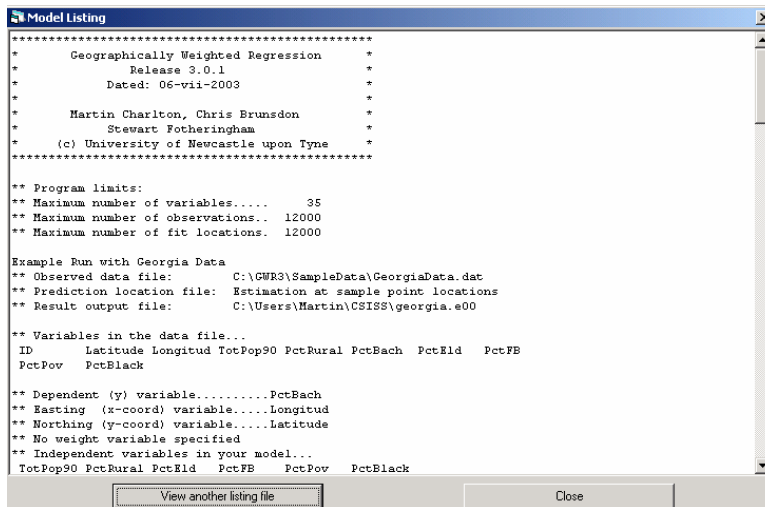 Model Listing
*************************************************
*       Geographically Weighted Regression      *
*               Release 3.0.1                   *
*            Dated: 06-vii-2003                 *
*                                               *
*       Martin Charlton, Chris Brunsdon         *
*            Stewart Fotheringham               *
*     (c) University of Newcastle upon Tyne     *
*************************************************
** Program limits:
** Maximum number of variables.....     35
** Maximum number of observations..  12000
** Maximum number of fit locations.  12000
Example Run with Georgia Data
** Observed data file:        C:\GWR3\SampleData\GeorgiaData.dat
** Prediction location file:  Estimation at sample point locations
** Result output file:        C:\Users\Martin\CSISS\georgia.e00
** Variables in the data file...
ID       Latitude Longitud TotPop90 PctRural PctBach  PctEld   PctFB
PctPov   PctBlack
** Dependent (y) variable..........PctBach
** Easting  (x-coord) variable.....Longitud
** Northing (y-coord) variable.....Latitude
** No weight variable specified
** Independent variables in your model...
TotPop90 PctRural PctEld   PctFB    PctPov   PctBlack
View another listing file
Close